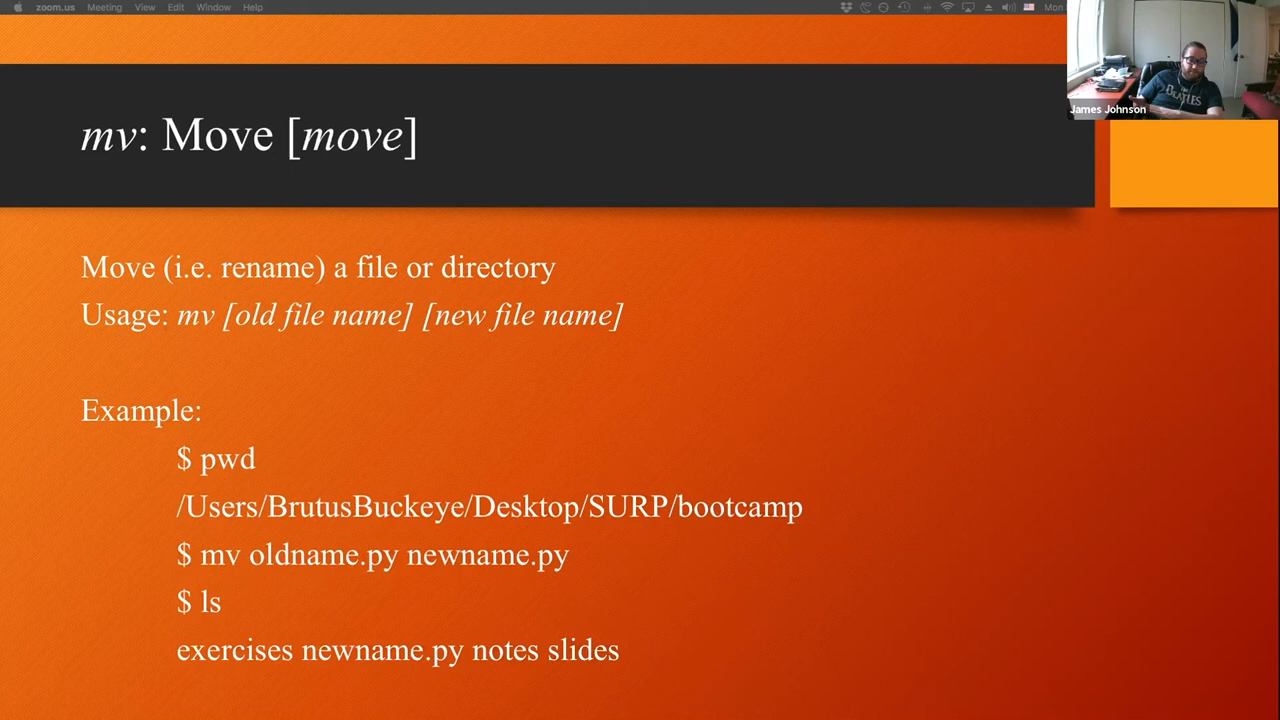 zoom.us Meeting View Edit Window Help Mon
James Johnson
BEATLES
mv: Move [move]
Move (i.e. rename) a file or directory
Usage: mv [old file name] [new file name]
Example:
$ pwd
/Users/BrutusBuckeye/Desktop/SURP/bootcamp
$ mv oldname.py newname.py
$ ls
exercises newname.py notes slides